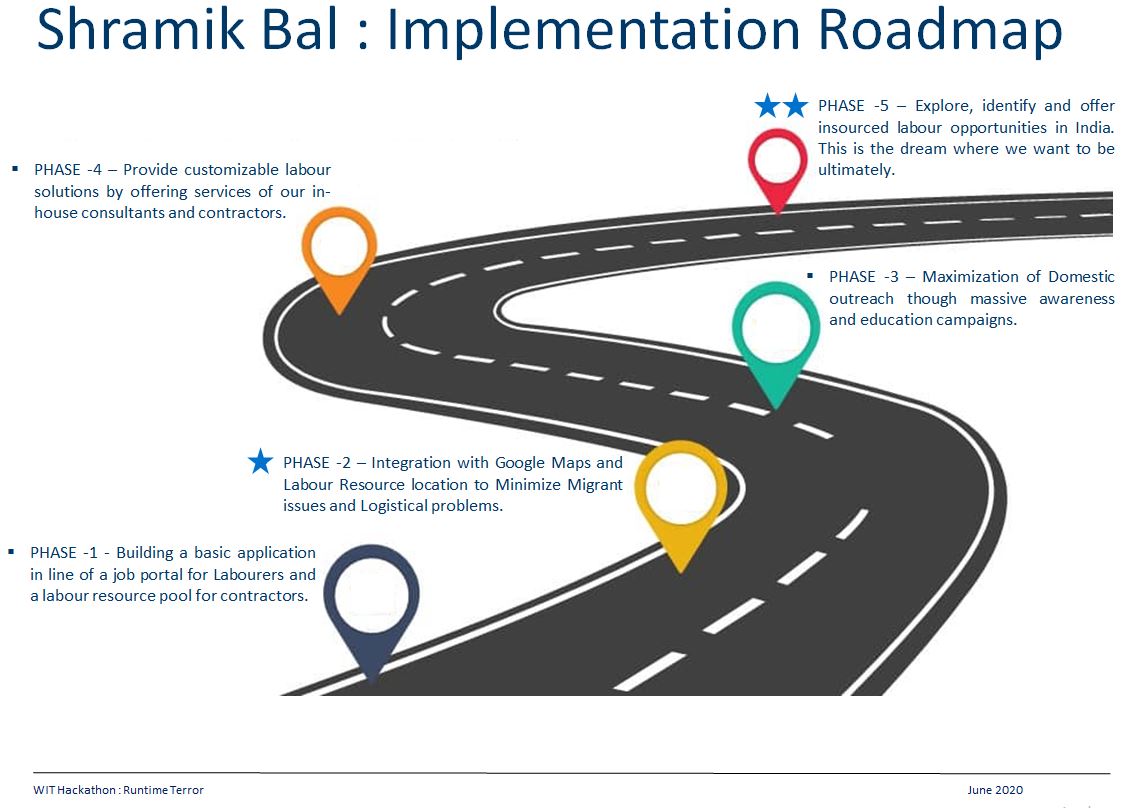 Shramik Bal : Implementation Roadmap
PHASE -5 – Explore, identify and offer
insourced labour opportunities in India.
This is the dream where we want to be
ultimately.
▪ PHASE -4 – Provide customizable labour
solutions by offering services of our in-
house consultants and contractors.
▪ PHASE -3 – Maximization of Domestic
outreach though massive awareness
and education campaigns.
PHASE -2 – Integration with Google Maps and
Labour Resource location to Minimize Migrant
issues and Logistical problems.
▪ PHASE -1 - Building a basic application
in line of a job portal for Labourers and
a labour resource pool for contractors.
WIT Hackathon : Runtime Terror
June 2020